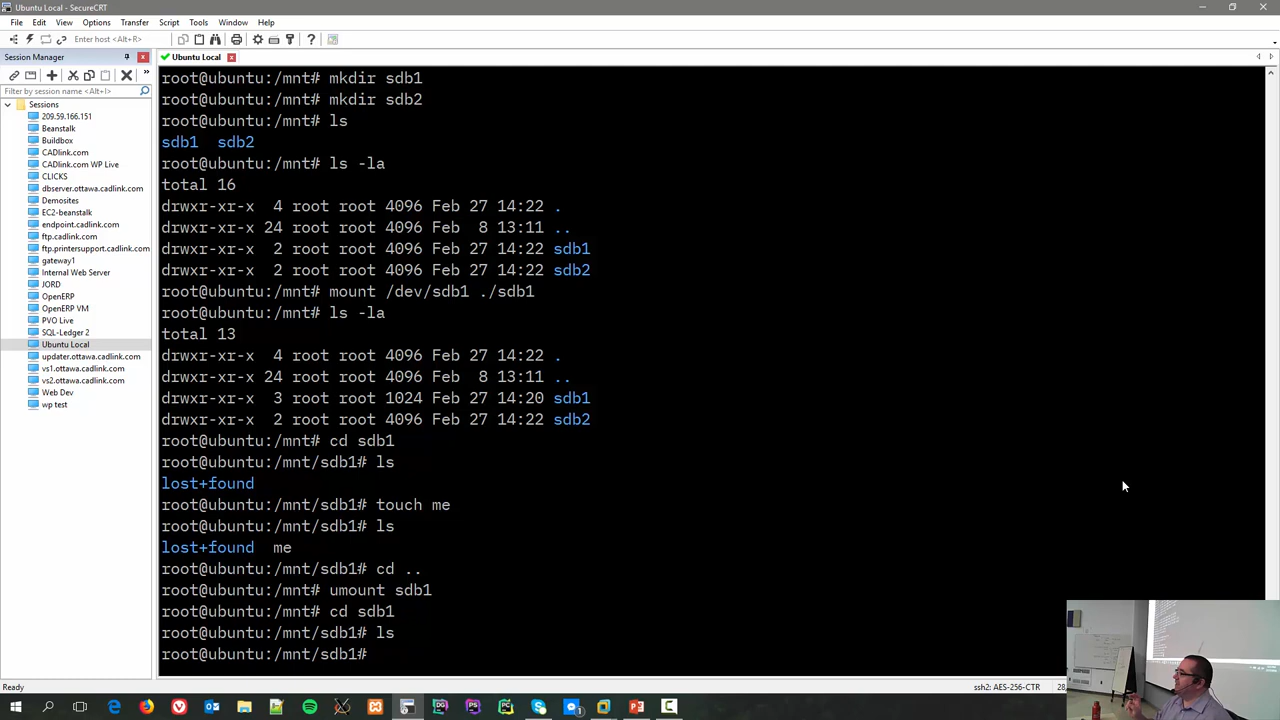 Ubuntu Local - SecureCRT
File Edit View Options Transfer Script Tools Window Help
Enter host <Alt+R>
Session Manager
Ubuntu Local
Filter by session name <Alt+I>
Sessions
209.59.166.151
Beanstalk
Buildbox
CADlink.com
CADlink.com WP Live
CLICKS
dbserver.ottawa.cadlink.com
Demosites
EC2-beanstalk
endpoint.cadlink.com
ftp.cadlink.com
ftp.printersupport.cadlink.com
gateway1
Internal Web Server
JORD
OpenERP
OpenERP VM
PVO Live
SQL-Ledger 2
Ubuntu Local
updater.ottawa.cadlink.com
vs1.ottawa.cadlink.com
vs2.ottawa.cadlink.com
Web Dev
wp test
root@ubuntu:/mnt# mkdir sdb1
root@ubuntu:/mnt# mkdir sdb2
root@ubuntu:/mnt# ls
sdb1 sdb2
root@ubuntu:/mnt# ls -la
total 16
drwxr-xr-x 4 root root 4096 Feb 27 14:22 .
drwxr-xr-x 24 root root 4096 Feb 8 13:11 ..
drwxr-xr-x 2 root root 4096 Feb 27 14:22 sdb1
drwxr-xr-x 2 root root 4096 Feb 27 14:22 sdb2
root@ubuntu:/mnt# mount /dev/sdb1 ./sdb1
root@ubuntu:/mnt# ls -la
total 13
drwxr-xr-x 4 root root 4096 Feb 27 14:22 .
drwxr-xr-x 24 root root 4096 Feb 8 13:11 ..
drwxr-xr-x 3 root root 1024 Feb 27 14:20 sdb1
drwxr-xr-x 2 root root 4096 Feb 27 14:22 sdb2
root@ubuntu:/mnt# cd sdb1
root@ubuntu:/mnt/sdb1# ls
lost+found
root@ubuntu:/mnt/sdb1# touch me
root@ubuntu:/mnt/sdb1# ls
lost+found me
root@ubuntu:/mnt/sdb1# cd ..
root@ubuntu:/mnt# umount sdb1
root@ubuntu:/mnt# cd sdb1
root@ubuntu:/mnt/sdb1# ls
root@ubuntu:/mnt/sdb1#
Ready
ssh2: AES-256-CTR
28,